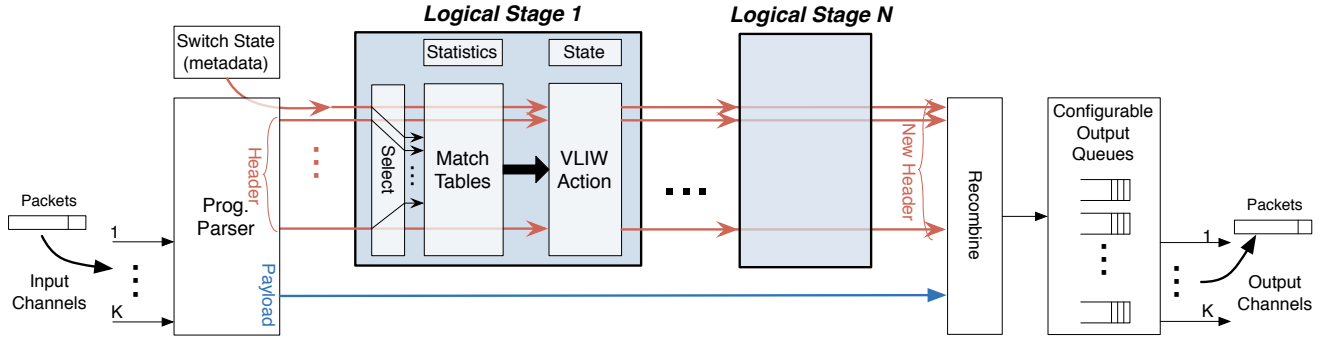 Logical Stage 1
Logical Stage N
Switch State
(metadata)
Statistics
State
Configurable
Output
Queues
Header
Select
Match
Tables
VLIW
Action
New Header
Recombine
Prog.
Parser
Packets
1
Input
Channels
K
Payload
Packets
1
Output
Channels
K